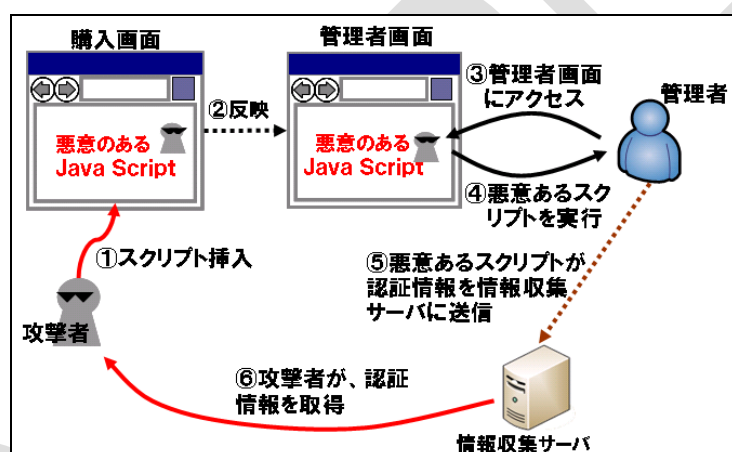 購入画面
管理者画面
悪意のある
Java Script
②反映
悪意のある
Java Script
③管理者画面
にアクセス
管理者
④悪意あるスク
リプトを実行
①スクリプト挿入
攻撃者
⑤悪意あるスクリプトが
認証情報を情報収集
サーバに送信
⑥攻撃者が、認証
情報を取得
情報収集サーバ